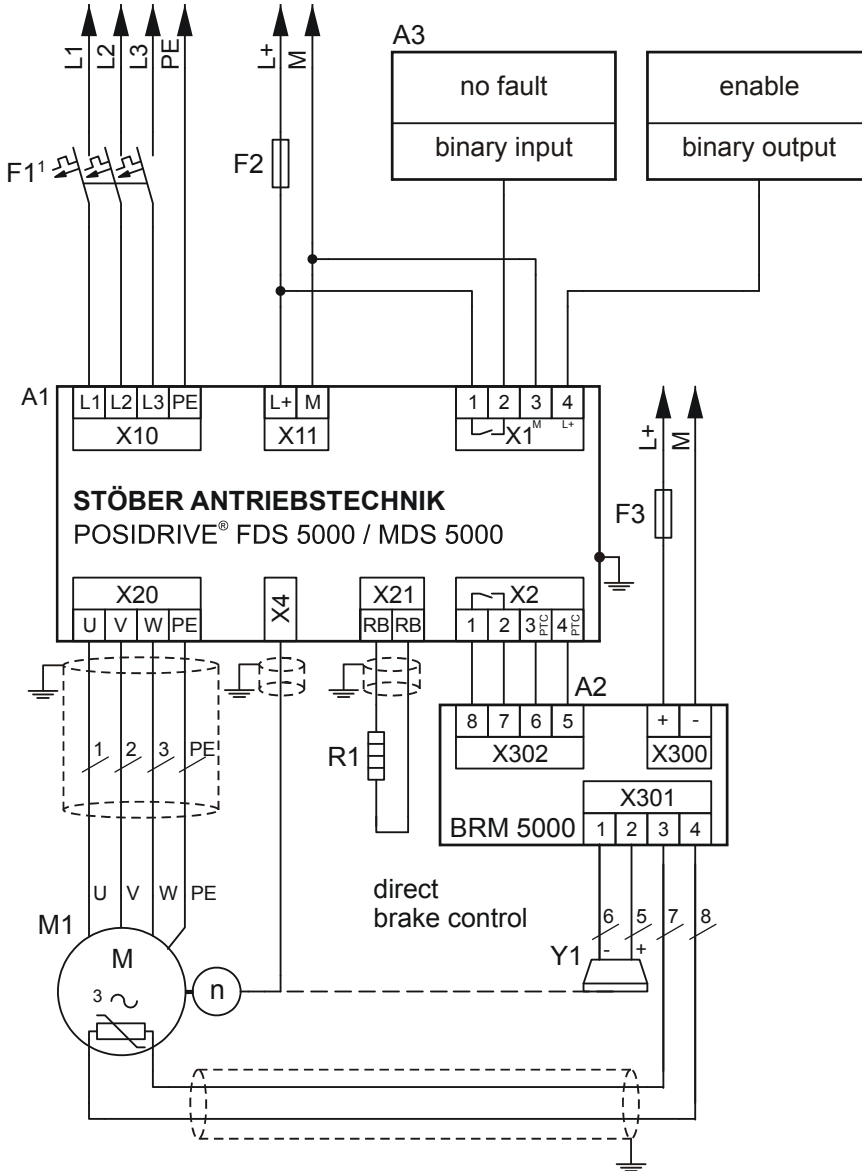 L1 L2 L3 PE
L+ M
A3
no fault
binary input
enable
binary output
F1¹
F2
A1
L1 L2 L3 PE
X10
L+ M
X11
1 2 3 4
X1 M L+
L+ M
F3
STÖBER ANTRIEBSTECHNIK
POSIDRIVE® FDS 5000 / MDS 5000
X20
U V W PE
X4
X21
RB RB
X2
1 2 3 PTC 4 PTC
A2
8 7 6 5
X302
+ -
X300
X301
1 2 3 4
BRM 5000
R1
1 2 3 PE
direct
brake control
6 5 7 8
Y1 - +
U V W PE
M1
M
3
n